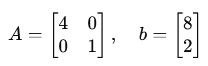 A = [4 0
0 1], b = [8
2]